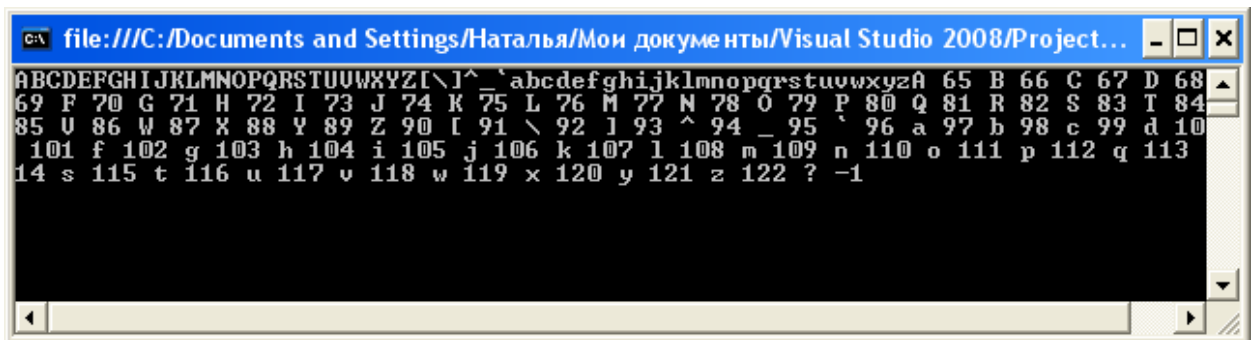 file:///C:/Documents and Settings/Наталья/Мои документы/Visual Studio 2008/Project...
ABCDEFGHIJKLMNOPQRSTUVWXYZ[\]^_`abcdefghijklmnopqrstuvwxyzA 65 B 66 C 67 D 68
69 F 70 G 71 H 72 I 73 J 74 K 75 L 76 M 77 N 78 O 79 P 80 Q 81 R 82 S 83 T 84
85 V 86 W 87 X 88 Y 89 Z 90 [ 91 \ 92 ] 93 ^ 94 _ 95 ` 96 a 97 b 98 c 99 d 10
101 f 102 g 103 h 104 i 105 j 106 k 107 l 108 m 109 n 110 o 111 p 112 q 113
14 s 115 t 116 u 117 v 118 w 119 x 120 y 121 z 122 ? -1